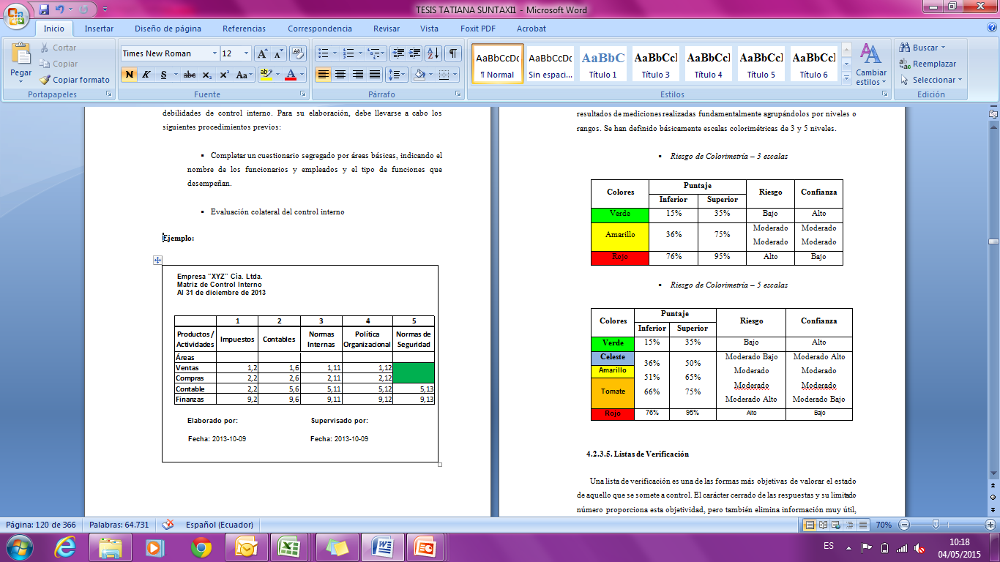 TESIS TATIANA SUNTAXI1 - Microsoft Word
Inicio Insertar Diseño de página Referencias Correspondencia Revisar Vista Foxit PDF Acrobat
Pegar
Cortar
Copiar
Copiar formato
Portapapeles
Times New Roman 12
N K S abc x₂ x² Aa
Fuente
Párrafo
AaBbCcDc AaBbCcDc AaBbC AaBbCcI AaBbCcI AaBbCcI AaBbCcI
¶ Normal Sin espaci... Título 1 Título 3 Título 4 Título 5 Título 6
Cambiar
estilos
Estilos
Buscar
Reemplazar
Seleccionar
Edición
debilidades de control interno. Para su elaboración, debe llevarse a cabo los
siguientes procedimientos previos:
▪ Completar un cuestionario segregado por áreas básicas, indicando el
nombre de los funcionarios y empleados y el tipo de funciones que
desempeñan.
▪ Evaluación colateral del control interno
Ejemplo:
Empresa "XYZ" Cía. Ltda.
Matriz de Control Interno
Al 31 de diciembre de 2013
1 2 3 4 5
Productos / Actividades Impuestos Contables Normas Internas Política Organizacional Normas de Seguridad
Áreas
Ventas 1,2 1,6 1,11 1,12
Compras 2,2 2,6 2,11 2,12
Contable 2,2 5,6 5,11 5,12 5,13
Finanzas 9,2 9,6 9,11 9,12 9,13
Elaborado por: Supervisado por:
Fecha: 2013-10-09 Fecha: 2013-10-09
resultados de mediciones realizadas fundamentalmente agrupándolos por niveles o
rangos. Se han definido básicamente escalas colorimétricas de 3 y 5 niveles.
▪ Riesgo de Colorimetría – 3 escalas
Colores Puntaje Riesgo Confianza
Inferior Superior
Verde 15% 35% Bajo Alto
Amarillo 36% 75% Moderado Moderado
Moderado Moderado
Rojo 76% 95% Alto Bajo
▪ Riesgo de Colorimetría – 5 escalas
Colores Puntaje Riesgo Confianza
Inferior Superior
Verde 15% 35% Bajo Alto
Celeste 36% 50% Moderado Bajo Moderado Alto
Amarillo 51% 65% Moderado Moderado
Tomate 66% 75% Moderado Moderado
Moderado Alto Moderado Bajo
Rojo 76% 95% Alto Bajo
4.2.3.5. Listas de Verificación
Una lista de verificación es una de las formas más objetivas de valorar el estado
de aquello que se somete a control. El carácter cerrado de las respuestas y su limitado
número proporciona esta objetividad, pero también elimina información muy útil,
Página: 120 de 366 Palabras: 64.731 Español (Ecuador) 70%
ES 10:18
04/05/2015